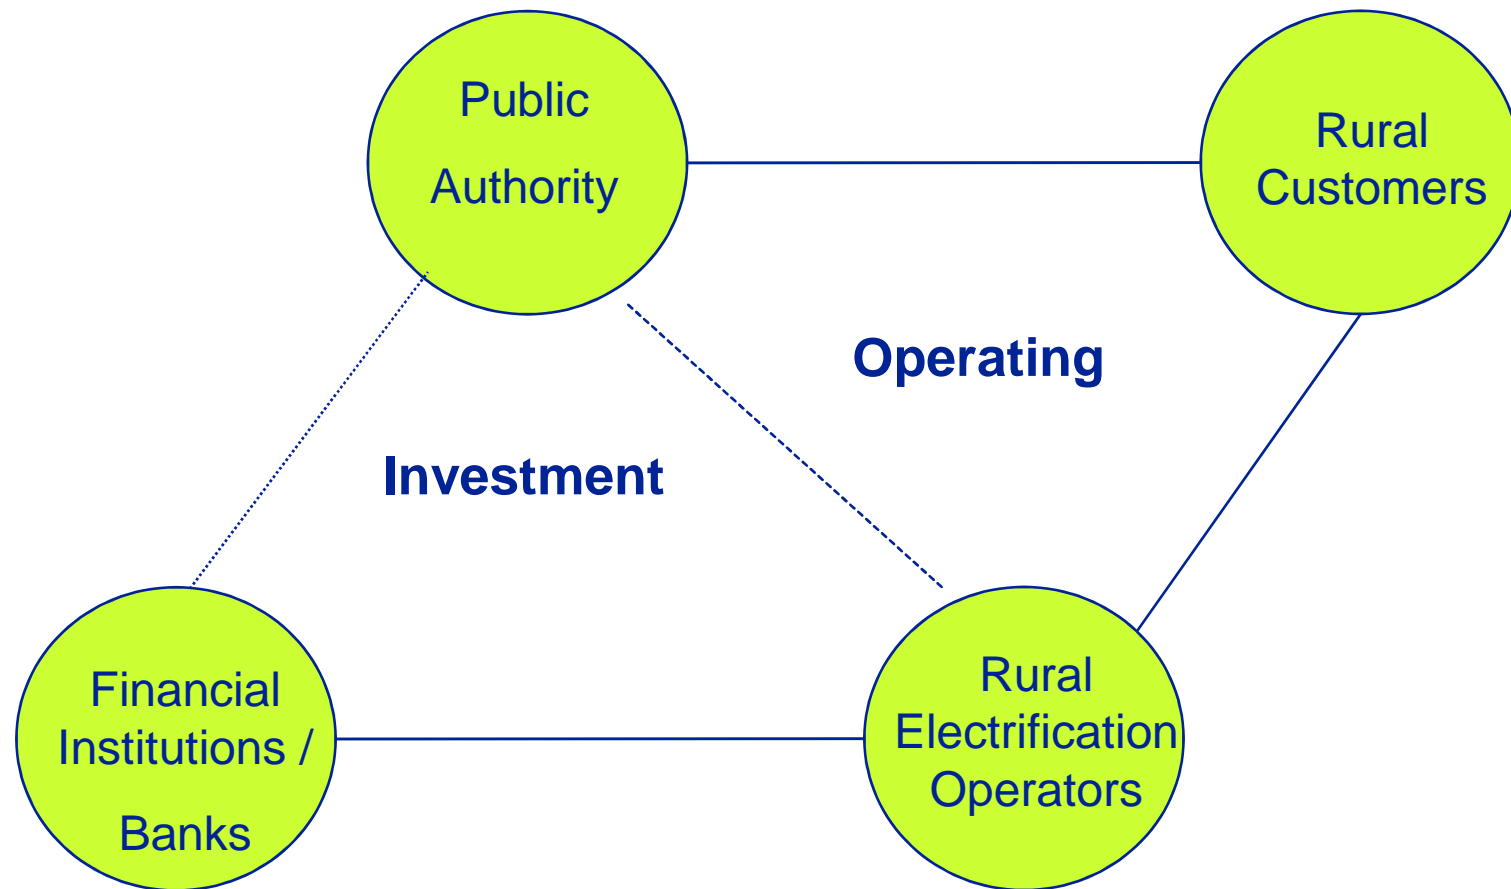 Public
Authority
Rural
Customers
Operating
Investment
Financial
Institutions /
Banks
Rural
Electrification
Operators